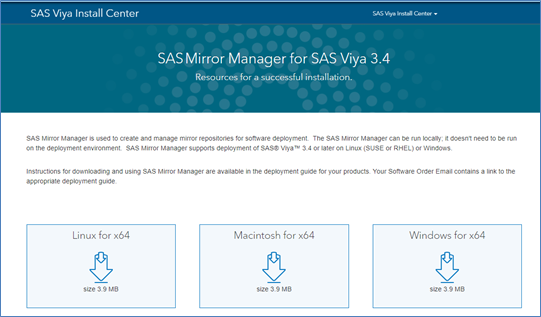 SAS Viya Install Center
SAS Viya Install Center
SAS Mirror Manager for SAS Viya 3.4
Resources for a successful installation.
SAS Mirror Manager is used to create and manage mirror repositories for software deployment. The SAS Mirror Manager can be run locally; it doesn't need to be run
on the deployment environment. SAS Mirror Manager supports deployment of SAS® Viya™ 3.4 or later on Linux (SUSE or RHEL) or Windows.
Instructions for downloading and using SAS Mirror Manager are available in the deployment guide for your products. Your Software Order Email contains a link to the
appropriate deployment guide.
Linux for x64
size 3.9 MB
Macintosh for x64
size 3.9 MB
Windows for x64
size 3.9 MB